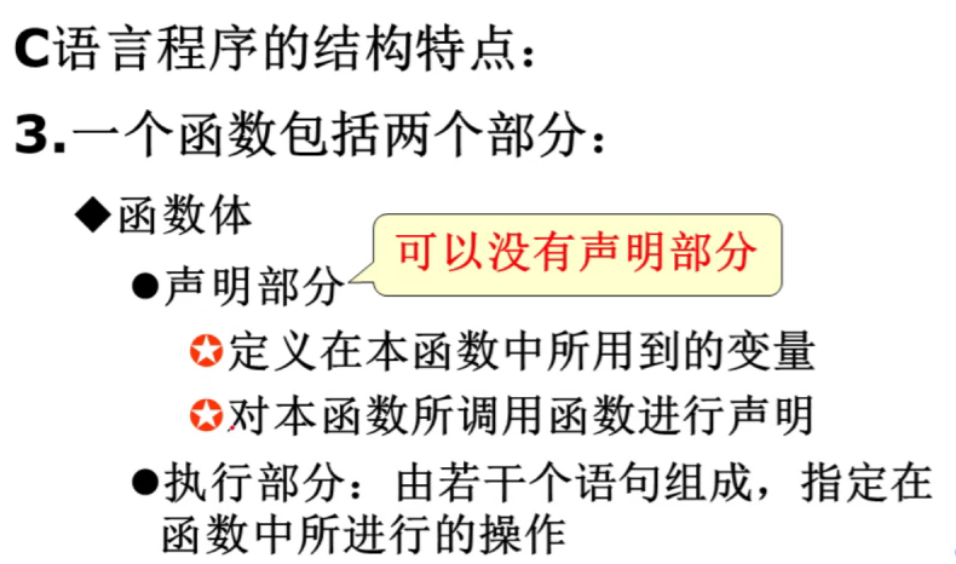 C语言程序的结构特点：
3.一个函数包括两个部分：
◆函数体
可以没有声明部分
●声明部分
✪定义在本函数中所用到的变量
✪对本函数所调用函数进行声明
●执行部分：由若干个语句组成，指定在
函数中所进行的操作